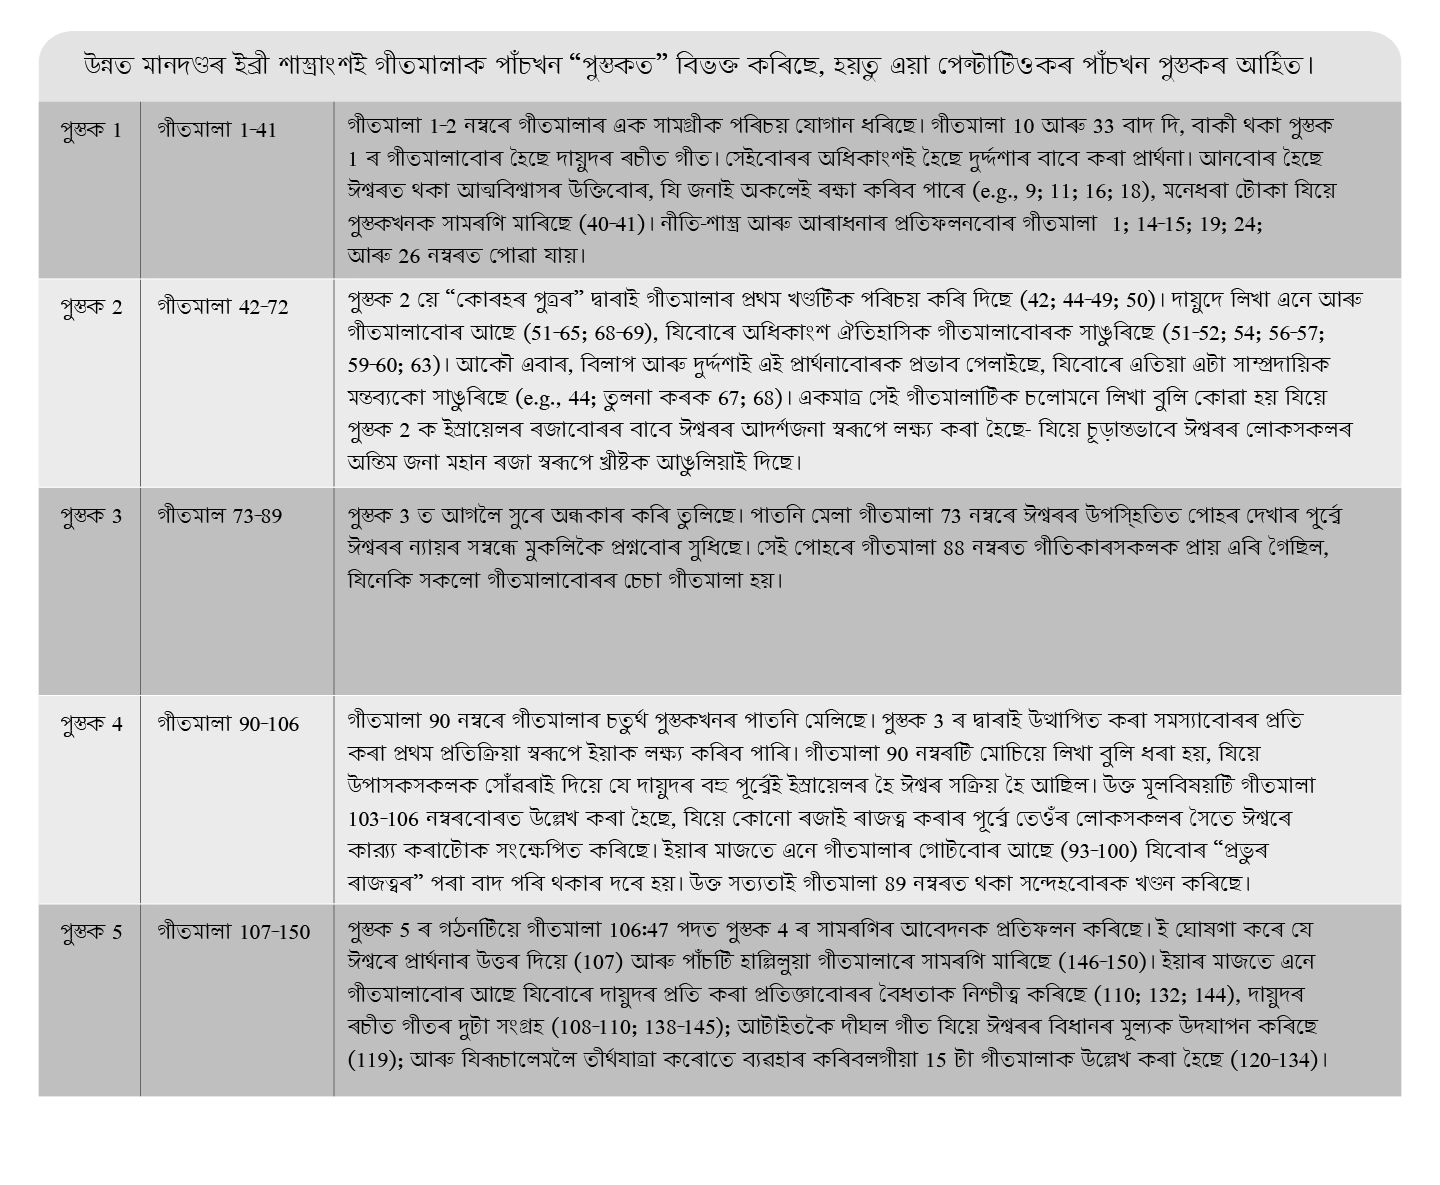 উন্নত মানদণ্ডৰ ইব্ৰী শাস্ত্ৰাংশই গীতমালাক পাঁচখন “পুস্তকত” বিভক্ত কৰিছে, হয়তু এয়া পেন্টাটিওকৰ পাঁচখন পুস্তকৰ আৰ্হিত।
পুস্তক 1
গীতমালা 1-41
গীতমালা 1-2 নম্বৰে গীতমালাৰ এক সামগ্ৰীক পৰিচয় যোগান ধৰিছে। গীতমালা 10 আৰু 33 বাদ দি, বাকী থকা পুস্তক
1 ৰ গীতমালাবোৰ হৈছে দায়ুদৰ ৰচীত গীত। সেইবোৰৰ অধিকাংশই হৈছে দুৰ্দ্দশাৰ বাবে কৰা প্ৰাৰ্থনা। আনবোৰ হৈছে
ঈশ্বৰত থকা আত্মবিশ্বাসৰ উক্তিবোৰ, যি জনাই অকলেই ৰক্ষা কৰিব পাৰে (e.g., 9; 11; 16; 18), মনেধৰা টোকা যিয়ে
পুস্তকখনক সামৰণি মাৰিছে (40-41)। নীতি-শাস্ত্ৰ আৰু আৰাধনাৰ প্ৰতিফলনবোৰ গীতমালা 1; 14-15; 19; 24;
আৰু 26 নম্বৰত পোৱা যায়।
পুস্তক 2
গীতমালা 42-72
পুস্তক 2 য়ে “কোৰহৰ পুত্ৰৰ” দ্বাৰাই গীতমালাৰ প্ৰথম খণ্ডটিক পৰিচয় কৰি দিছে (42; 44-49; 50)। দায়ুদে লিখা এনে আৰু
গীতমালাবোৰ আছে (51-65; 68-69), যিবোৰে অধিকাংশ ঐতিহাসিক গীতমালাবোৰক সাঙুৰিছে (51-52; 54; 56-57;
59-60; 63)। আকৌ এবাৰ, বিলাপ আৰু দুৰ্দ্দশাই এই প্ৰাৰ্থনাবোৰক প্ৰভাব পেলাইছে, যিবোৰে এতিয়া এটা সাম্প্ৰদায়িক
মন্তব্যকো সাঙুৰিছে (e.g., 44; তুলনা কৰক 67; 68)। একমাত্ৰ সেই গীতমালাটিক চলোমনে লিখা বুলি কোৱা হয় যিয়ে
পুস্তক 2 ক ইস্ৰায়েলৰ ৰজাবোৰৰ বাবে ঈশ্বৰৰ আদৰ্শজনা স্বৰূপে লক্ষ্য কৰা হৈছে- যিয়ে চূড়ান্তভাবে ঈশ্বৰৰ লোকসকলৰ
অন্তিম জনা মহান ৰজা স্বৰূপে খ্ৰীষ্টক আঙুলিয়াই দিছে।
পুস্তক 3
গীতমাল 73-89
পুস্তক 3 ত আগলৈ সুৰে অন্ধকাৰ কৰি তুলিছে। পাতনি মেলা গীতমালা 73 নম্বৰে ঈশ্বৰৰ উপস্হিতিত পোহৰ দেখাৰ পূৰ্ব্বে
ঈশ্বৰৰ ন্যায়ৰ সম্বন্ধে মুকলিকৈ প্ৰশ্নবোৰ সুধিছে। সেই পোহৰে গীতমালা 88 নম্বৰত গীতিকাৰসকলক প্ৰায় এৰি গৈছিল,
যিনেকি সকলো গীতমালাবোৰৰ চেচা গীতমালা হয়।
পুস্তক 4
গীতমালা 90-106
গীতমালা 90 নম্বৰে গীতমালাৰ চতুৰ্থ পুস্তকখনৰ পাতনি মেলিছে। পুস্তক 3 ৰ দ্বাৰাই উত্থাপিত কৰা সমস্যাবোৰৰ প্ৰতি
কৰা প্ৰথম প্ৰতিক্ৰিয়া স্বৰূপে ইয়াক লক্ষ্য কৰিব পাৰি। গীতমালা 90 নম্বৰটি মোচিয়ে লিখা বুলি ধৰা হয়, যিয়ে
উপাসকসকলক সোঁৱৰাই দিয়ে যে দায়ুদৰ বহু পূৰ্ব্বেই ইস্ৰায়েলৰ হৈ ঈশ্বৰ সক্ৰিয় হৈ আছিল। উক্ত মূলবিষয়টি গীতমালা
103-106 নম্বৰবোৰত উল্লেখ কৰা হৈছে, যিয়ে কোনো ৰজাই ৰাজত্ব কৰাৰ পূৰ্ব্বে তেওঁৰ লোকসকলৰ সৈতে ঈশ্বৰে
কাৰ্য্য কৰাটোক সংক্ষেপিত কৰিছে। ইয়াৰ মাজতে এনে গীতমালাৰ গোটবোৰ আছে (93-100) যিবোৰ “প্ৰভুৰ
ৰাজত্বৰ” পৰা বাদ পৰি থকাৰ দৰে হয়। উক্ত সত্যতাই গীতমালা 89 নম্বৰত থকা সন্দেহবোৰক খণ্ডন কৰিছে।
পুস্তক 5
গীতমালা 107-150
পুস্তক 5 ৰ গঠনটিয়ে গীতমালা 106:47 পদত পুস্তক 4 ৰ সামৰণিৰ আবেদনক প্ৰতিফলন কৰিছে। ই ঘোষণা কৰে যে
ঈশ্বৰে প্ৰাৰ্থনাৰ উত্তৰ দিয়ে (107) আৰু পাঁচটি হাল্লিলুয়া গীতমালাৰে সামৰণি মাৰিছে (146-150)। ইয়াৰ মাজতে এনে
গীতমালাবোৰ আছে যিবোৰে দায়ুদৰ প্ৰতি কৰা প্ৰতিজ্ঞাবোৰৰ বৈধতাক নিশ্চীত্ব কৰিছে (110; 132; 144), দায়ুদৰ
ৰচীত গীতৰ দুটা সংগ্ৰহ (108-110; 138-145); আটাইতকৈ দীঘল গীত যিয়ে ঈশ্বৰৰ বিধানৰ মূল্যক উদযাপন কৰিছে
(119); আৰু যিৰূচালেমলৈ তীৰ্থযাত্ৰা কৰোতে ব্যৱহাৰ কৰিবলগীয়া 15 টা গীতমালাক উল্লেখ কৰা হৈছে (120-134)।